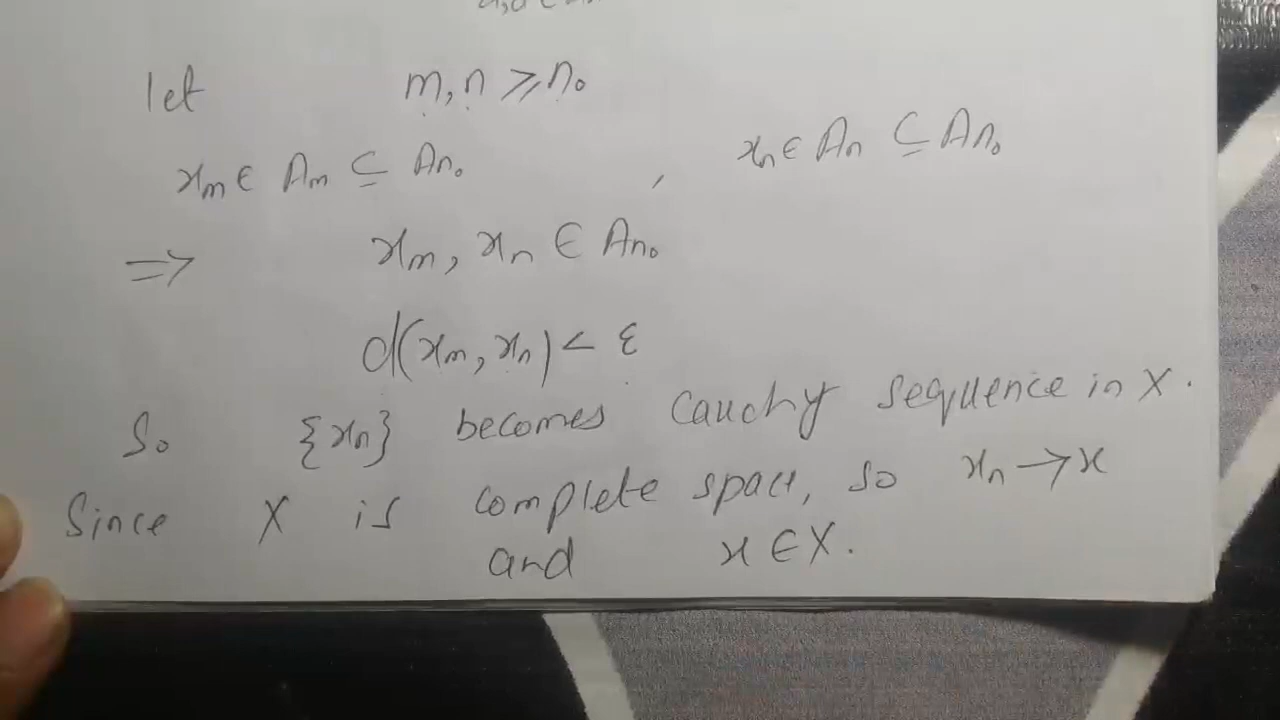 let m, n ≥ n₀
xₘ ∈ Aₘ ⊆ Aₙ₀ , xₙ ∈ Aₙ ⊆ Aₙ₀
⇒ xₘ, xₙ ∈ Aₙ₀
d(xₘ, xₙ) < ε
So {xₙ} becomes Cauchy sequence in X.
Since X is complete space, so xₙ → x
and x ∈ X.